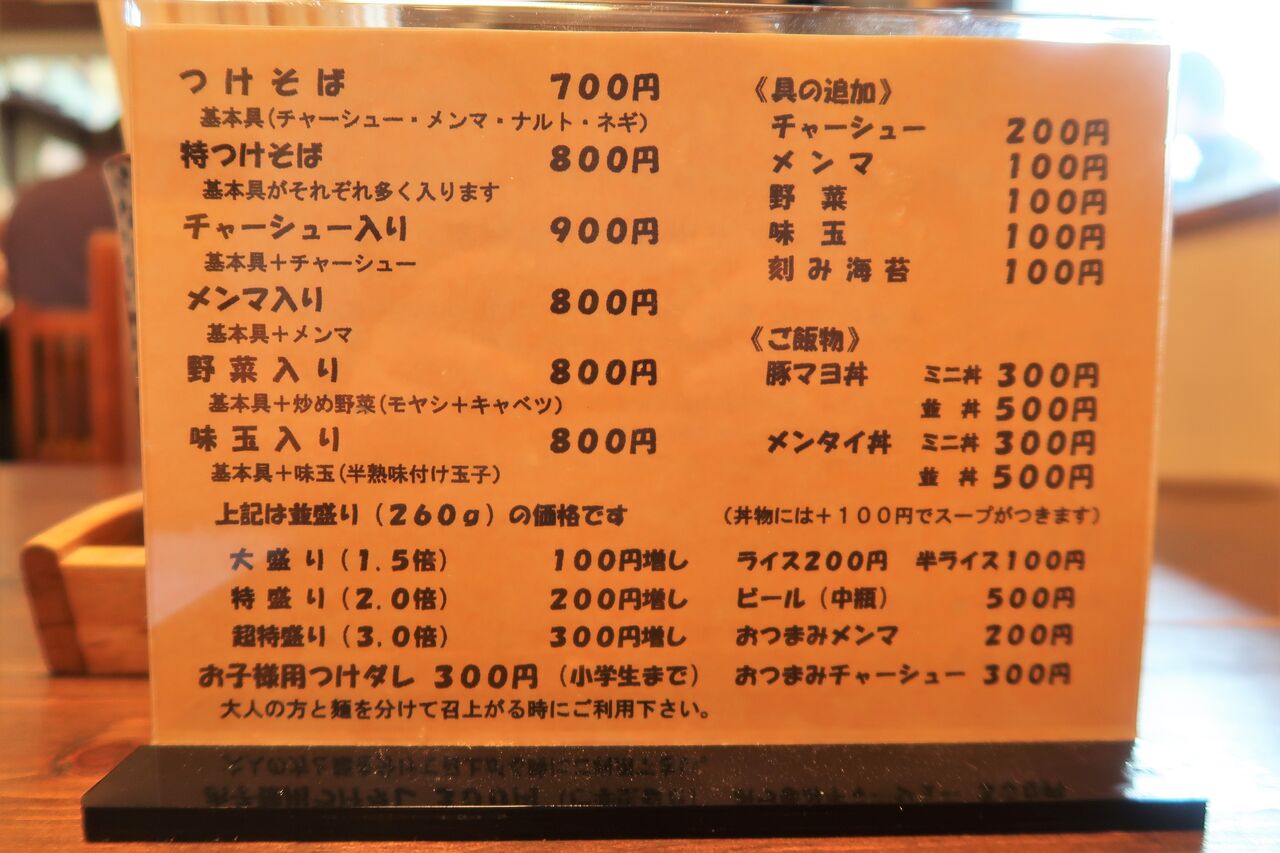 つけそば 700円
基本具(チャーシュー・メンマ・ナルト・ネギ)
特つけそば 800円
基本具がそれぞれ多く入ります
チャーシュー入り 900円
基本具＋チャーシュー
メンマ入り 800円
基本具＋メンマ
野菜入り 800円
基本具＋炒め野菜(モヤシ＋キャベツ)
味玉入り 800円
基本具＋味玉(半熟味付け玉子)
上記は並盛り(260g)の価格です
大盛り(1.5倍) 100円増し
特盛り(2.0倍) 200円増し
超特盛り(3.0倍) 300円増し
お子様用つけダレ 300円(小学生まで)
大人の方と麺を分けて召上がる時にご利用下さい。
《具の追加》
チャーシュー 200円
メンマ 100円
野菜 100円
味玉 100円
刻み海苔 100円
《ご飯物》
豚マヨ丼 ミニ丼 300円
並丼 500円
メンタイ丼 ミニ丼 300円
並丼 500円
(丼物には＋100円でスープがつきます)
ライス200円 半ライス100円
ビール(中瓶) 500円
おつまみメンマ 200円
おつまみチャーシュー 300円